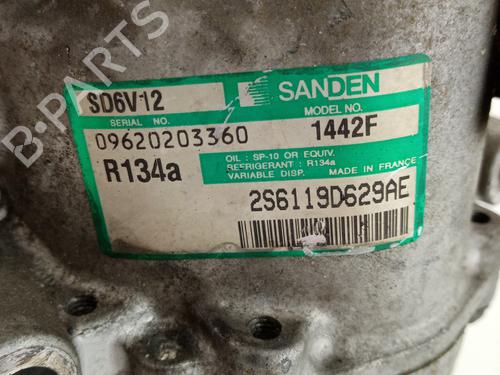 B-PARTS
SD6V12
SANDEN
SERIAL NO.
MODEL NO.
09620203360
1442F
R134a
OIL : SP-10 OR EQUIV.
REFRIGERANT : R134a
VARIABLE DISP. MADE IN FRANCE
2S6119D629AE